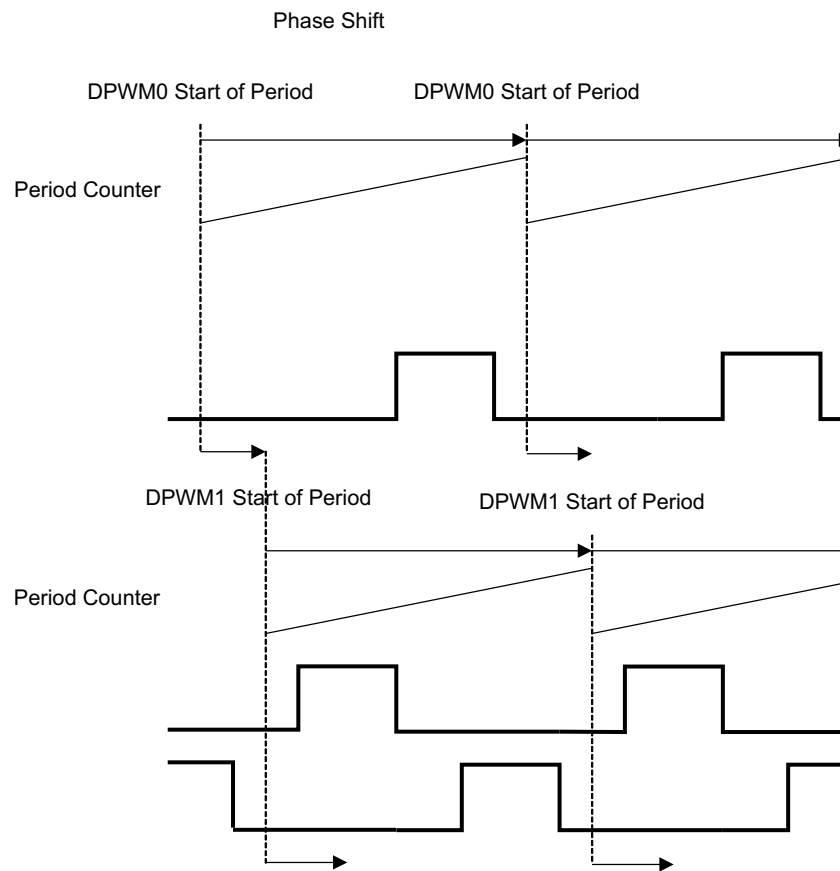 Phase Shift
DPWM0 Start of Period
DPWM0 Start of Period
Period Counter
DPWM1 Start of Period
DPWM1 Start of Period
Period Counter